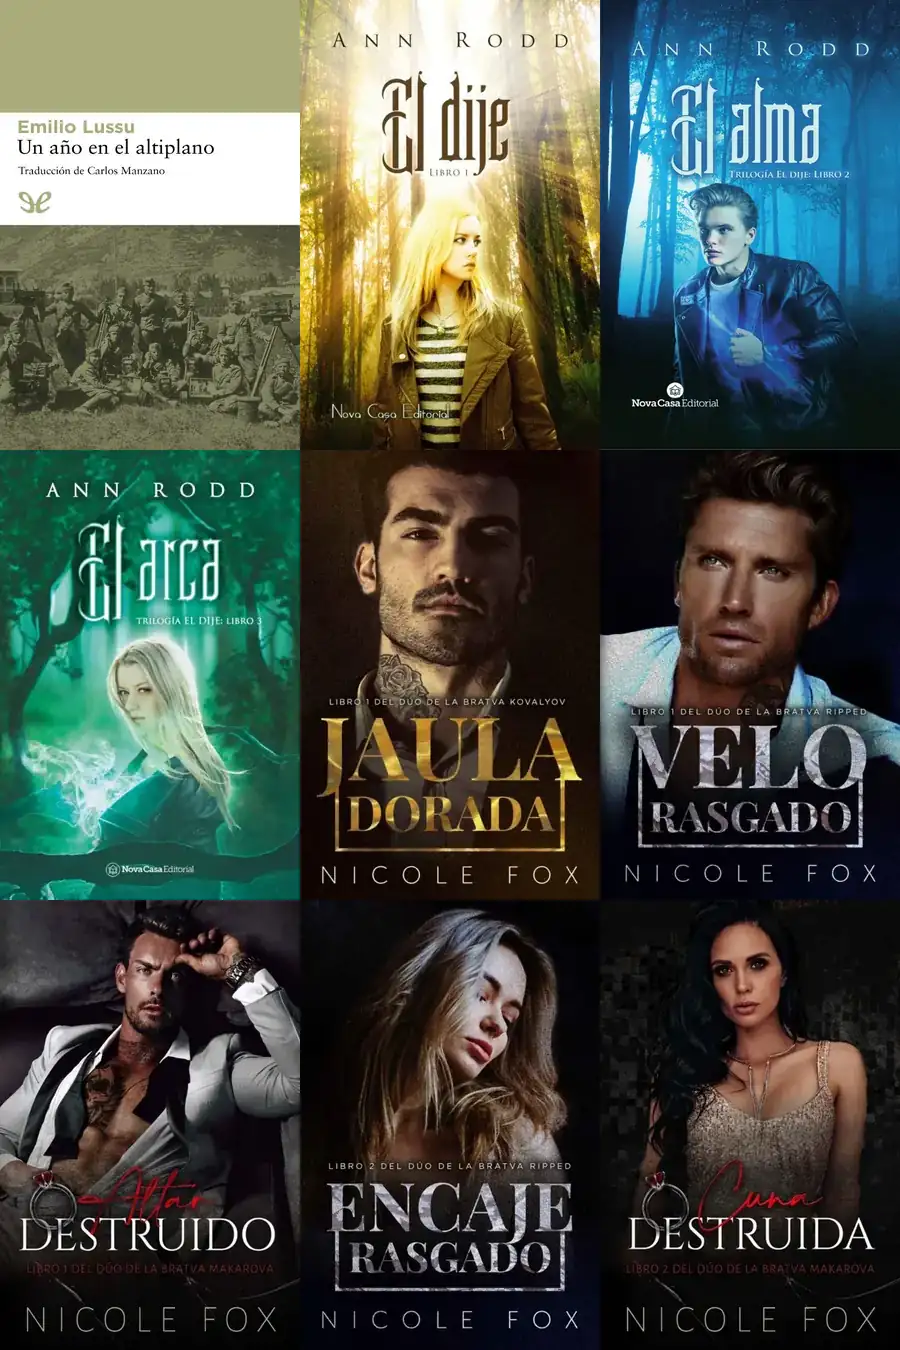 Emilio Lussu
Un año en el altiplano
Traducción de Carlos Manzano
ANN RODD
El dije
LIBRO 1
Nova Casa Editorial
ANN RODD
El alma
TRILOGÍA EL DIJE: LIBRO 2
Nova Casa Editorial
ANN RODD
El arca
TRILOGÍA EL DIJE: LIBRO 3
Nova Casa Editorial
LIBRO 1 DEL DÚO DE LA BRATVA KOVALYOV
JAULA
DORADA
NICOLE FOX
LIBRO 1 DEL DÚO DE LA BRATVA RIPPED
VELO
RASGADO
NICOLE FOX
Altar
DESTRUIDO
LIBRO 1 DEL DÚO DE LA BRATVA MAKAROVA
NICOLE FOX
LIBRO 2 DEL DÚO DE LA BRATVA RIPPED
ENCAJE
RASGADO
NICOLE FOX
Cuna
DESTRUIDA
LIBRO 2 DEL DÚO DE LA BRATVA MAKAROVA
NICOLE FOX